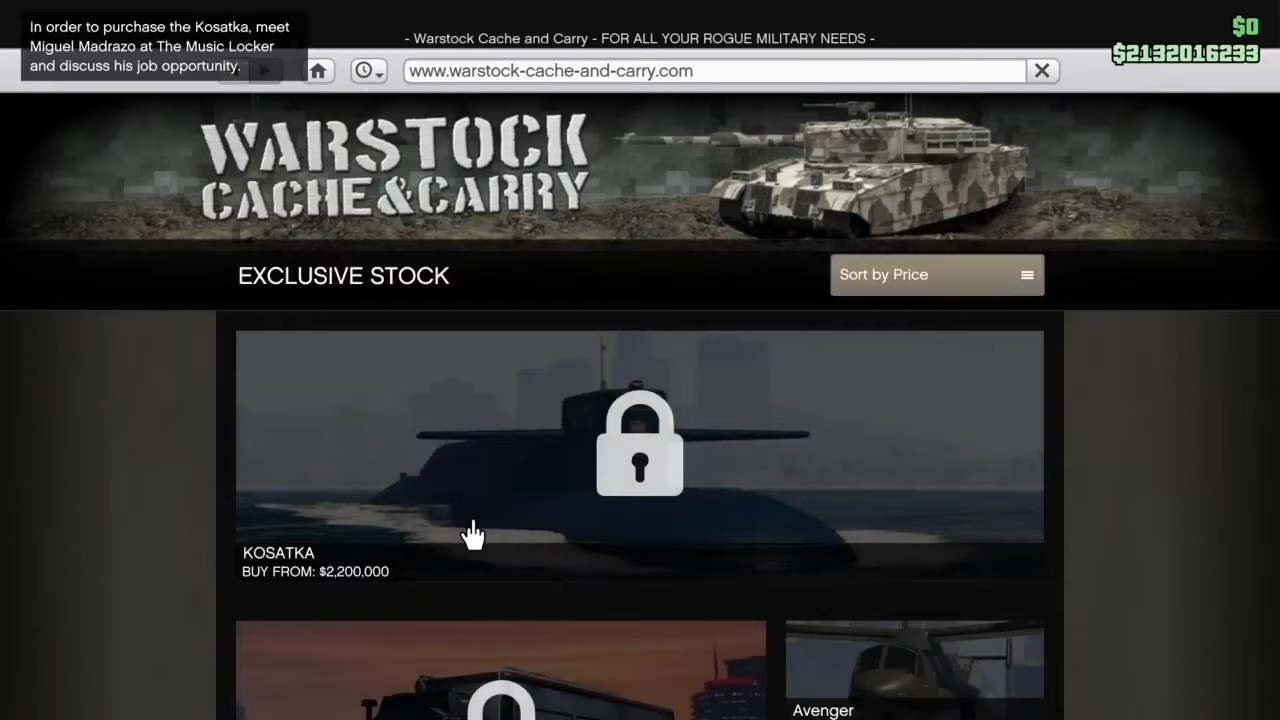 In order to purchase the Kosatka, meet
Miguel Madrazo at The Music Locker
and discuss his job opportunity.
$0
$2132016233
- Warstock Cache and Carry - FOR ALL YOUR ROGUE MILITARY NEEDS -
www.warstock-cache-and-carry.com
WARSTOCK
CACHE&CARRY
EXCLUSIVE STOCK
Sort by Price
KOSATKA
BUY FROM: $2,200,000
Avenger